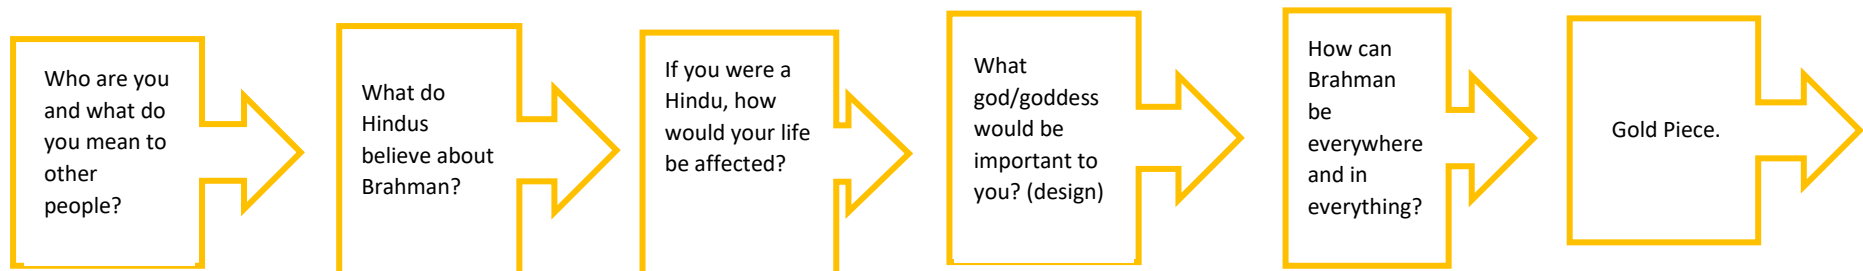 Who are you
and what do
you mean to
other
people?
What do
Hindus
believe about
Brahman?
If you were a
Hindu, how
would your life
be affected?
What
god/goddess
would be
important to
you? (design)
How can
Brahman
be
everywhere
and in
everything?
Gold Piece.